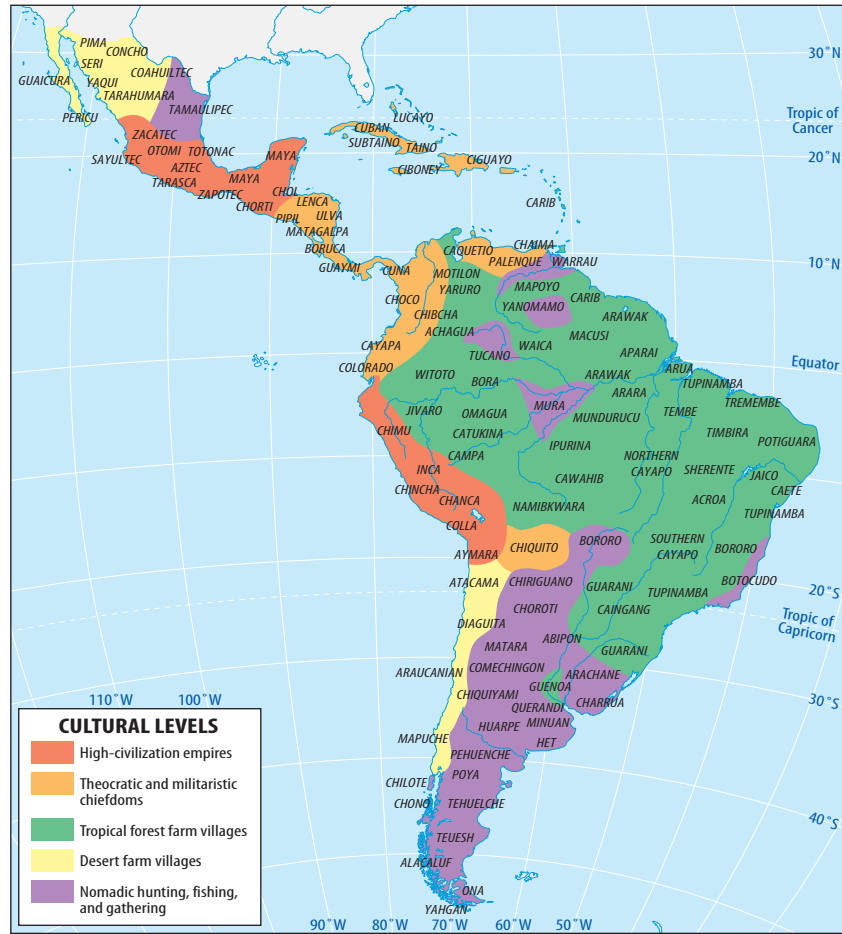 PIMA
CONCHO
SERI
COAHUILTEC
GUAICURA
YAQUI
TARAHUMARA
TAMAULIPEC
PERICU
30°N
Tropic of
Cancer
20°N
10°N
Equator
20°S
Tropic of
Capricorn
30°S
40°S
ZACATEC
OTOMI
TOTONAC
SAYULTEC
AZTEC
TARASCA
MAYA
MAYA
ZAPOTEC
CHOL
CHORTI
LUCAYO
CUBAN
SUBTAINO
TAINO
CIGUAYO
CIBONEY
CARIB
LENCA
PIPIL
ULVA
MATAGALPA
BORUCA
GUAYMI
CUNA
CHOCO
CHIBCHA
CAYAPA
COLORADO
CAQUETIO
CHAIMA
PALENQUE
WARRAU
MOTILON
YARURO
MAPOYO
CARIB
YANOMAMO
ARAWAK
ACHAGUA
MACUSI
TUCANO
WAICA
APARAI
WITOTO
BORA
ARAWAK
ARUA
ARARA
TUPINAMBA
TREMEMBE
JIVARO
OMAGUA
MURA
MUNDURUCU
TEMBE
CHIMU
CATUKINA
TIMBIRA
POTIGUARA
IPURINA
CAMPA
NORTHERN
CAYAPO
SHERENTE
INCA
CAWAHIB
JAICO
CHINCHA
CHANCA
ACROA
CAETE
NAMIBKWARA
TUPINAMBA
COLLA
AYMARA
CHIQUITO
BORORO
SOUTHERN
CAYAPO
BORORO
BOTOCUDO
ATACAMA
CHIRIGUANO
GUARANI
TUPINAMBA
CHOROTI
CAINGANG
DIAGUITA
ABIPON
MATARA
GUARANI
ARAUCANIAN
COMECHINGON
ARACHANE
GUENOA
CHIQUIYAMI
CHARRUA
QUERANDI
MINUAN
HUARPE
MAPUCHE
HET
PEHUENCHE
POYA
CHILOTE
CHONO
TEHUELCHE
TEUESH
ALACALUF
ONA
YAHGAN
110°W 100°W
90°W 80°W 70°W 60°W 50°W
CULTURAL LEVELS
High-civilization empires
Theocratic and militaristic
chiefdoms
Tropical forest farm villages
Desert farm villages
Nomadic hunting, fishing,
and gathering